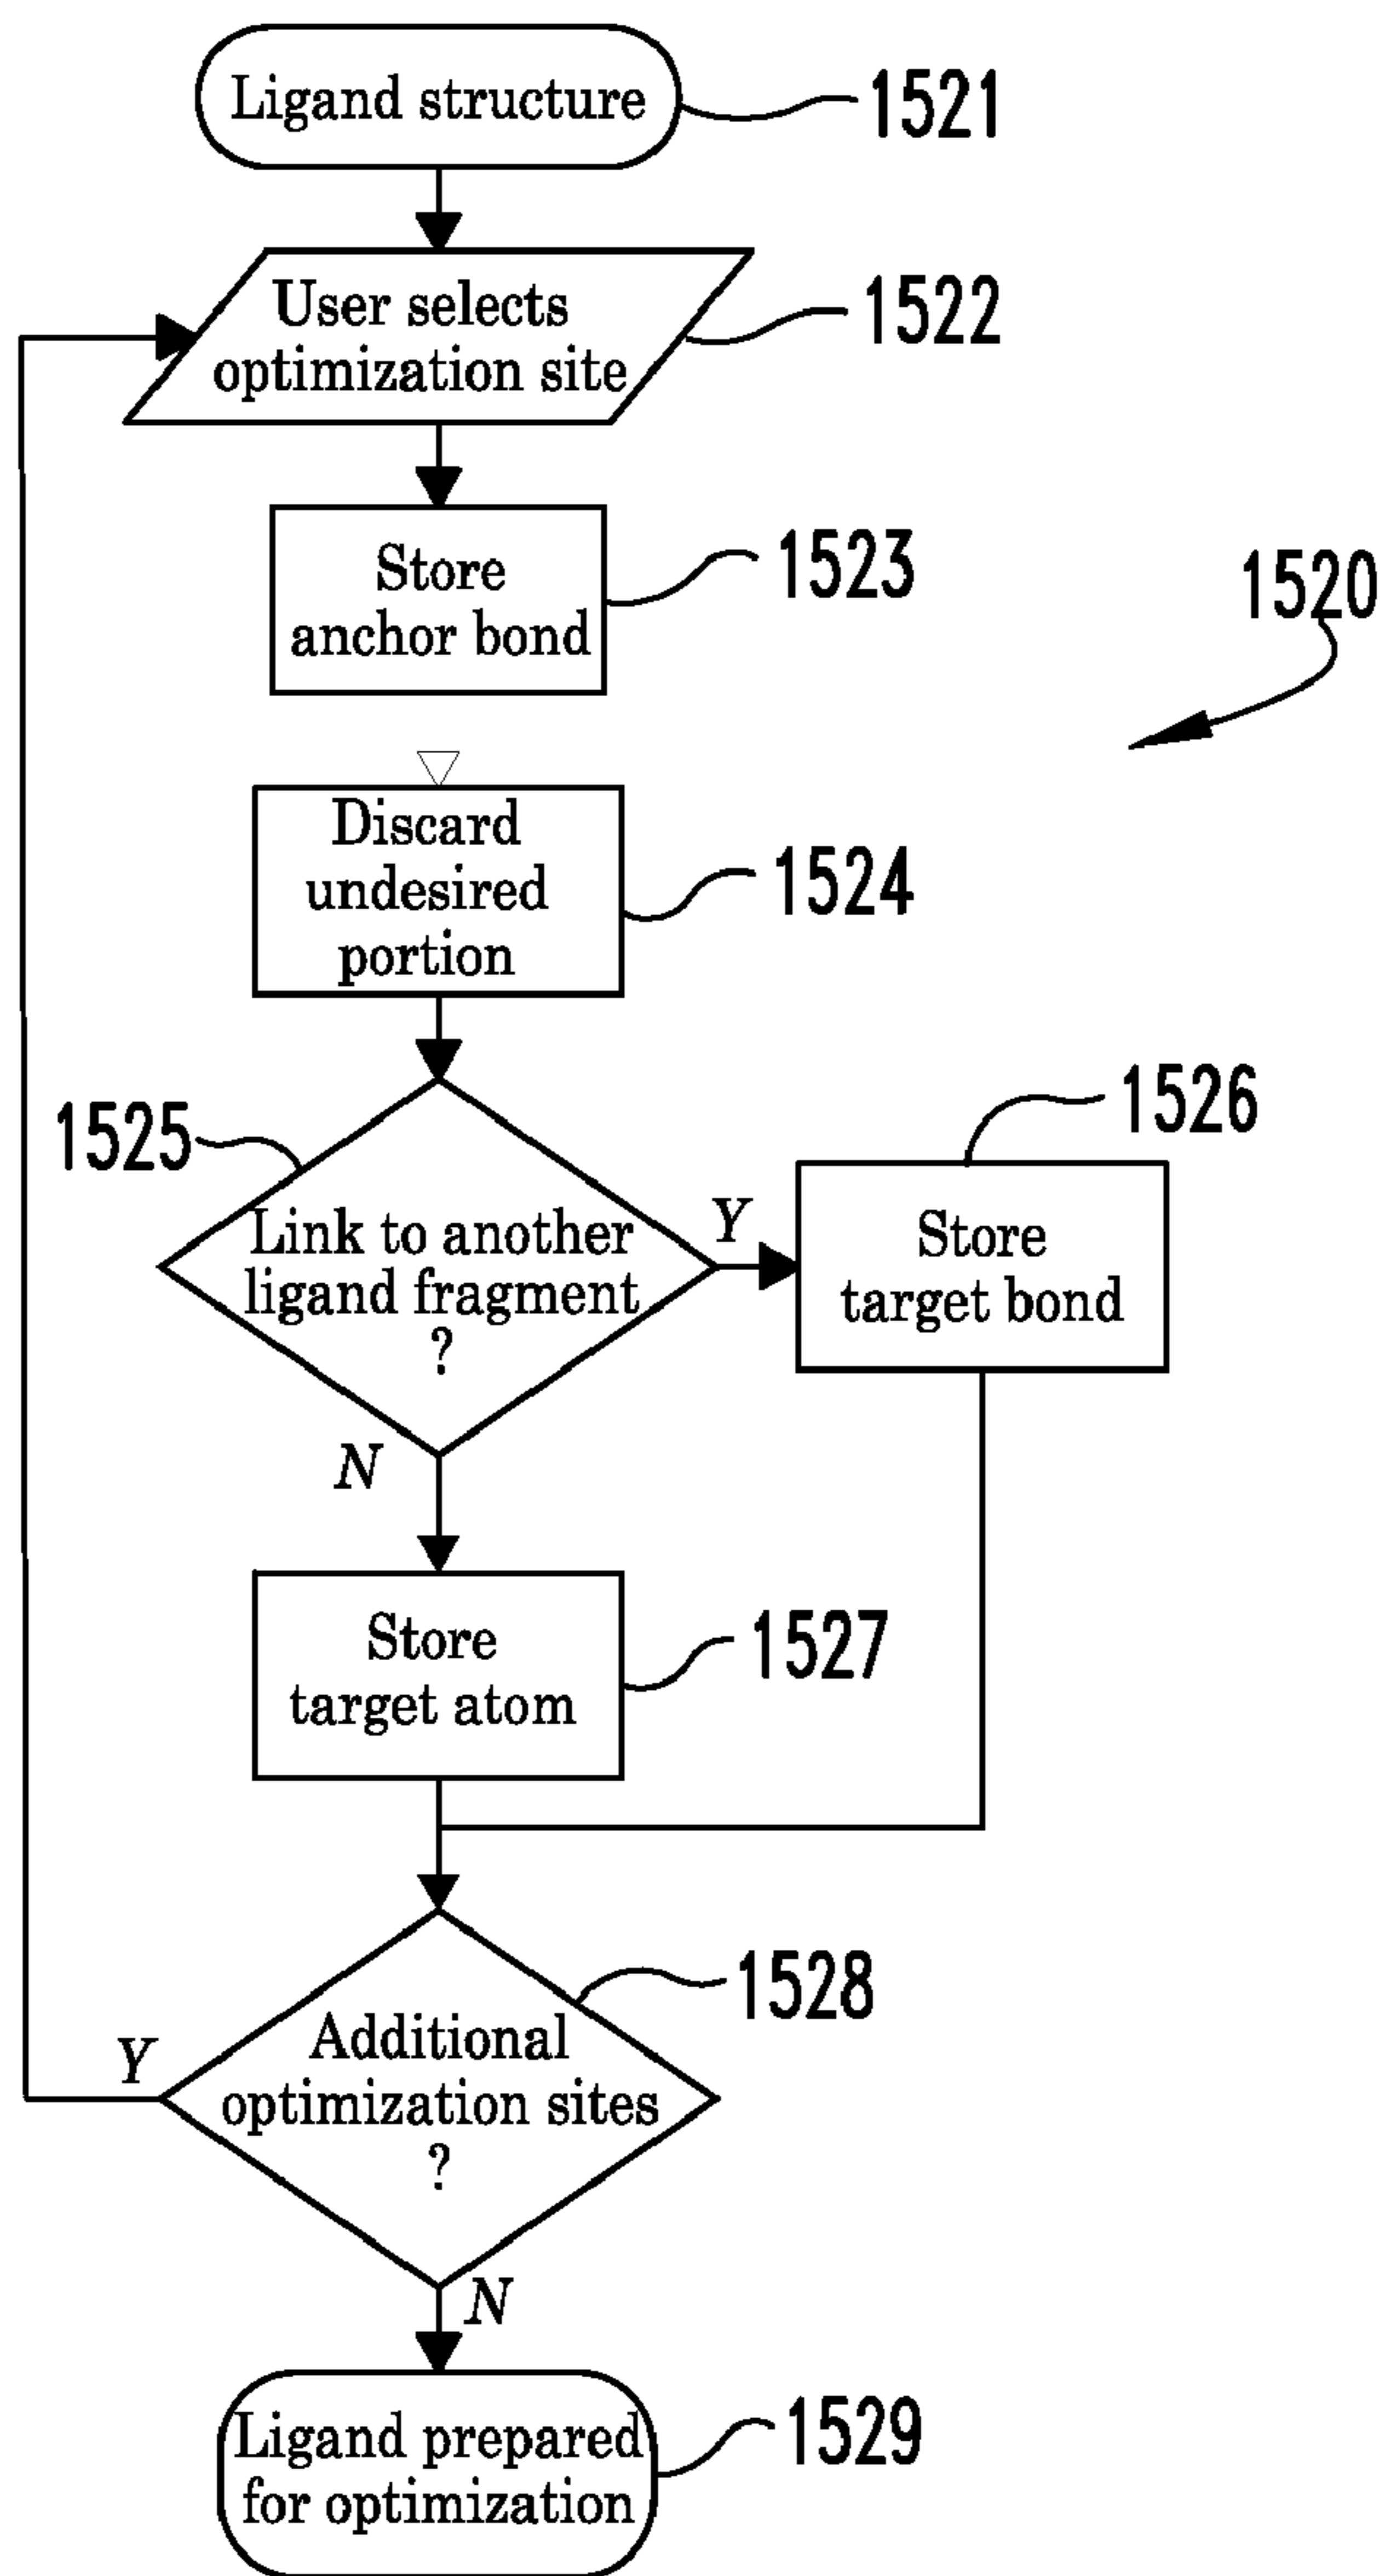 Ligand structure
1521
User selects
optimization site
1522
Store
anchor bond
1523
1520
Discard
undesired
portion
1524
1525
Link to another
ligand fragment
?
Y
N
1526
Store
target bond
Store
target atom
1527
1528
Additional
optimization sites
?
Y
N
Ligand prepared
for optimization
1529